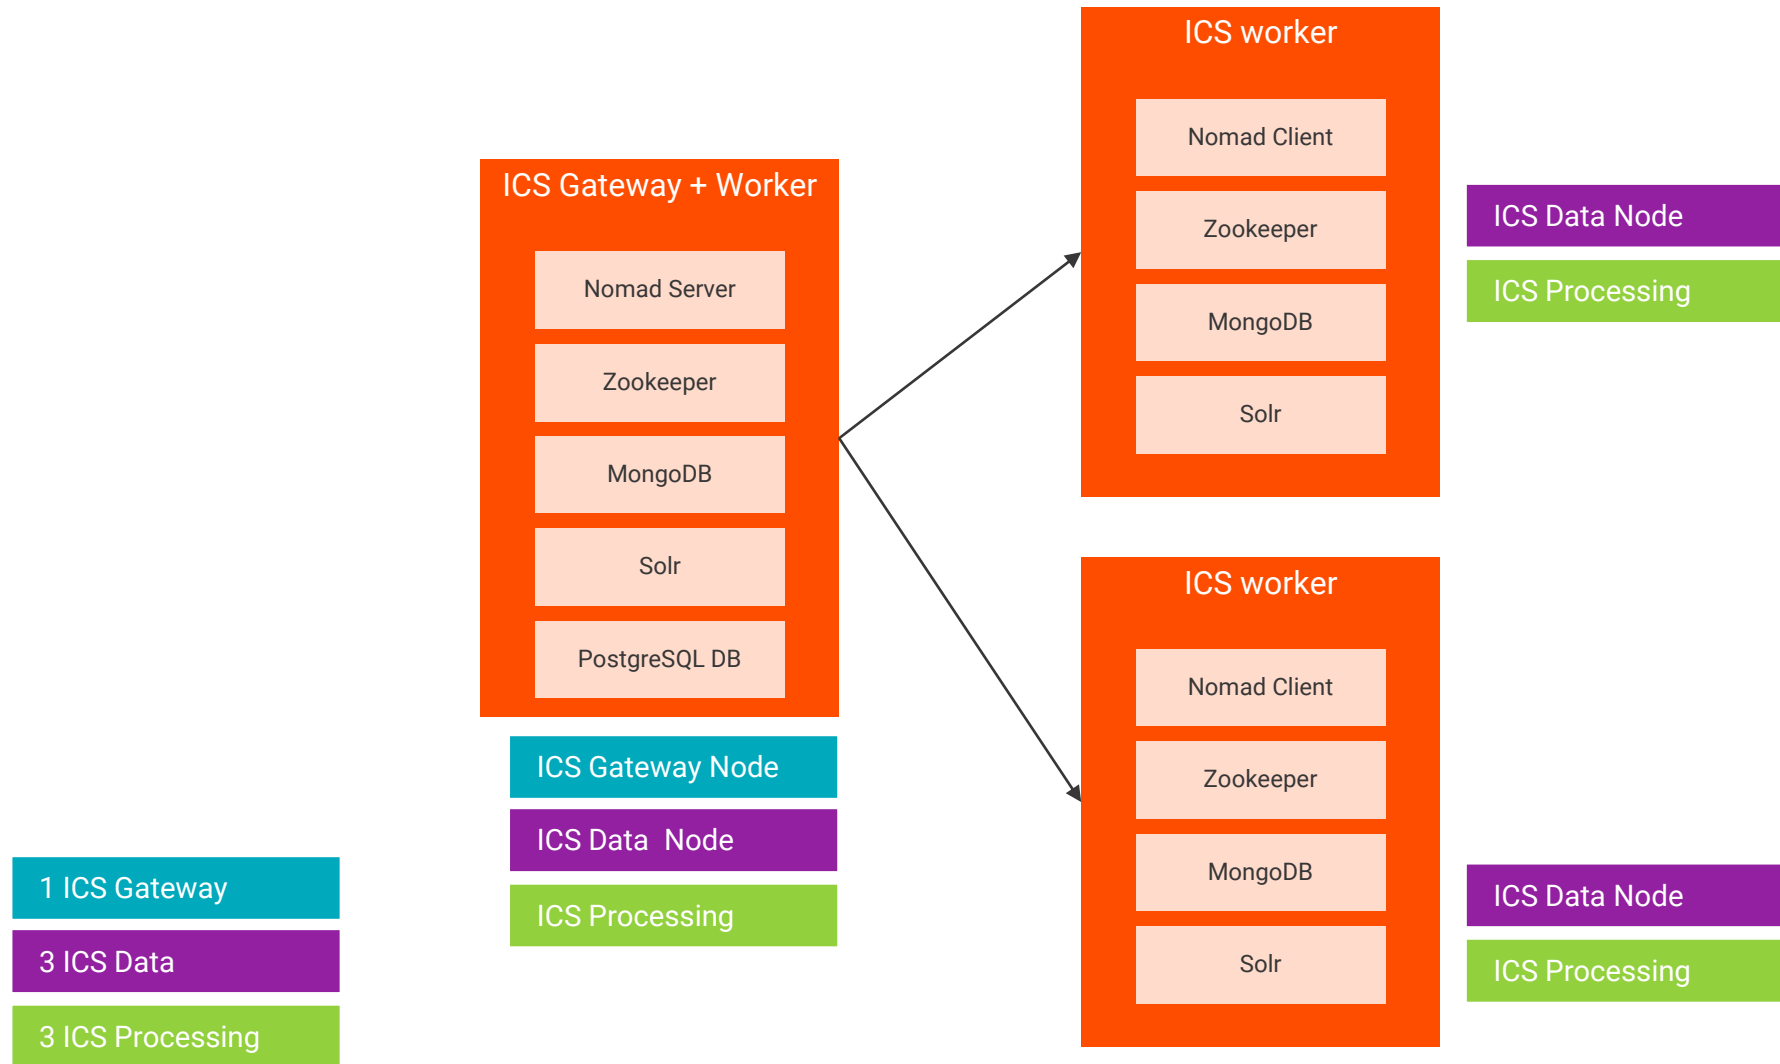 ICS Gateway + Worker
Nomad Server
Zookeeper
MongoDB
Solr
PostgreSQL DB
ICS Gateway Node
ICS Data  Node
ICS Processing
1 ICS Gateway
3 ICS Data
3 ICS Processing
ICS worker
Nomad Client
Zookeeper
MongoDB
Solr
ICS Data Node
ICS Processing
ICS worker
Nomad Client
Zookeeper
MongoDB
Solr
ICS Data Node
ICS Processing